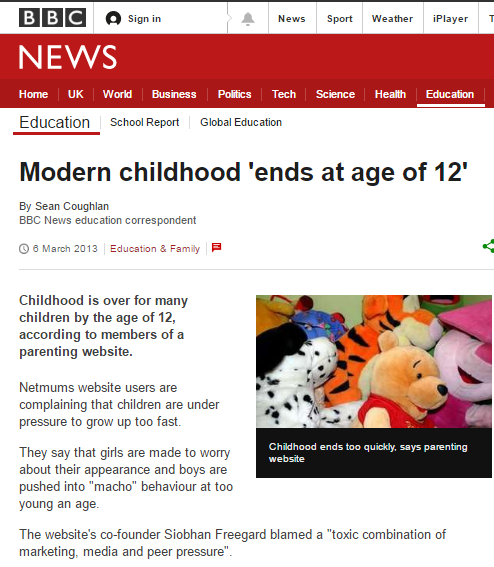 BBC Sign in News Sport Weather iPlayer
NEWS
Home UK World Business Politics Tech Science Health Education
Education School Report Global Education
Modern childhood 'ends at age of 12'
By Sean Coughlan
BBC News education correspondent
6 March 2013 Education & Family
Childhood is over for many
children by the age of 12,
according to members of a
parenting website.
Netmums website users are
complaining that children are under
pressure to grow up too fast.
They say that girls are made to worry
about their appearance and boys are
pushed into "macho" behaviour at too
young an age.
Childhood ends too quickly, says parenting
website
The website's co-founder Siobhan Freegard blamed a "toxic combination of
marketing, media and peer pressure".